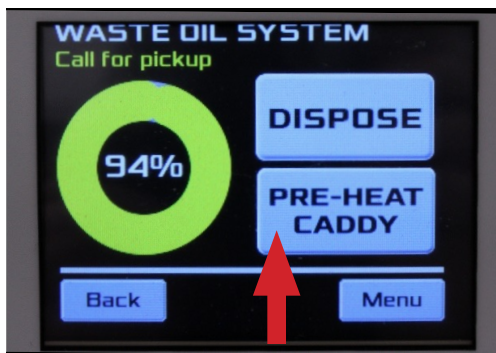 WASTE OIL SYSTEM
Call for pickup
94%
DISPOSE
PRE-HEAT
CADDY
Back
Menu